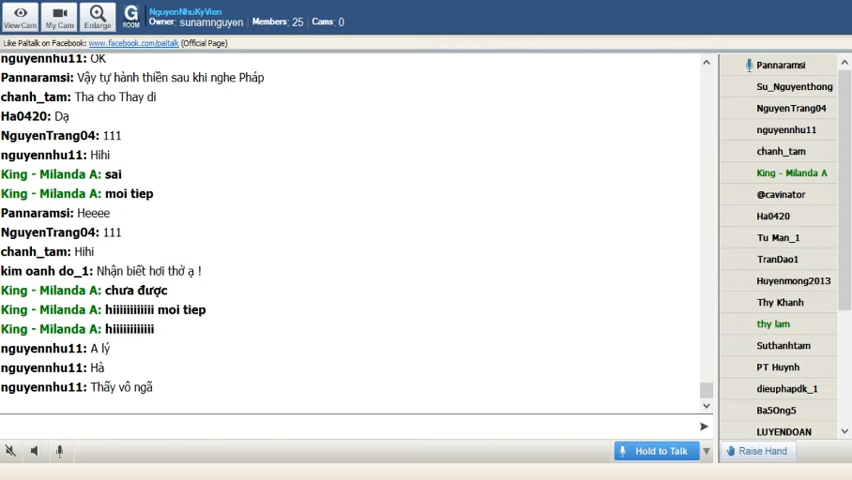 View Cam
My Cam
Enlarge
G
ROOM
NguyenNhuKyVien
Owner: sunamnguyen Members: 25 Cams: 0
Like Paltalk on Facebook: www.facebook.com/paltalk (Official Page)
nguyennhu11: OK
Pannaramsi: Vậy tự hành thiền sau khi nghe Pháp
chanh_tam: Tha cho Thay di
Ha0420: Dạ
NguyenTrang04: 111
nguyennhu11: Hihi
King - Milanda A: sai
King - Milanda A: moi tiep
Pannaramsi: Heeee
NguyenTrang04: 111
chanh_tam: Hihi
kim oanh do_1: Nhận biết hơi thở ạ !
King - Milanda A: chưa được
King - Milanda A: hiiiiiiiiiiii moi tiep
King - Milanda A: hiiiiiiiiiiii
nguyennhu11: A lý
nguyennhu11: Hà
nguyennhu11: Thấy vô ngã
Hold to Talk
Pannaramsi
Su_Nguyenthong
NguyenTrang04
nguyennhu11
chanh_tam
King - Milanda A
@cavinator
Ha0420
Tu Man_1
TranDao1
Huyenmong2013
Thy Khanh
thy lam
Suthanhtam
PT Huynh
dieuphapdk_1
Ba5Ong5
LUYENDOAN
Raise Hand